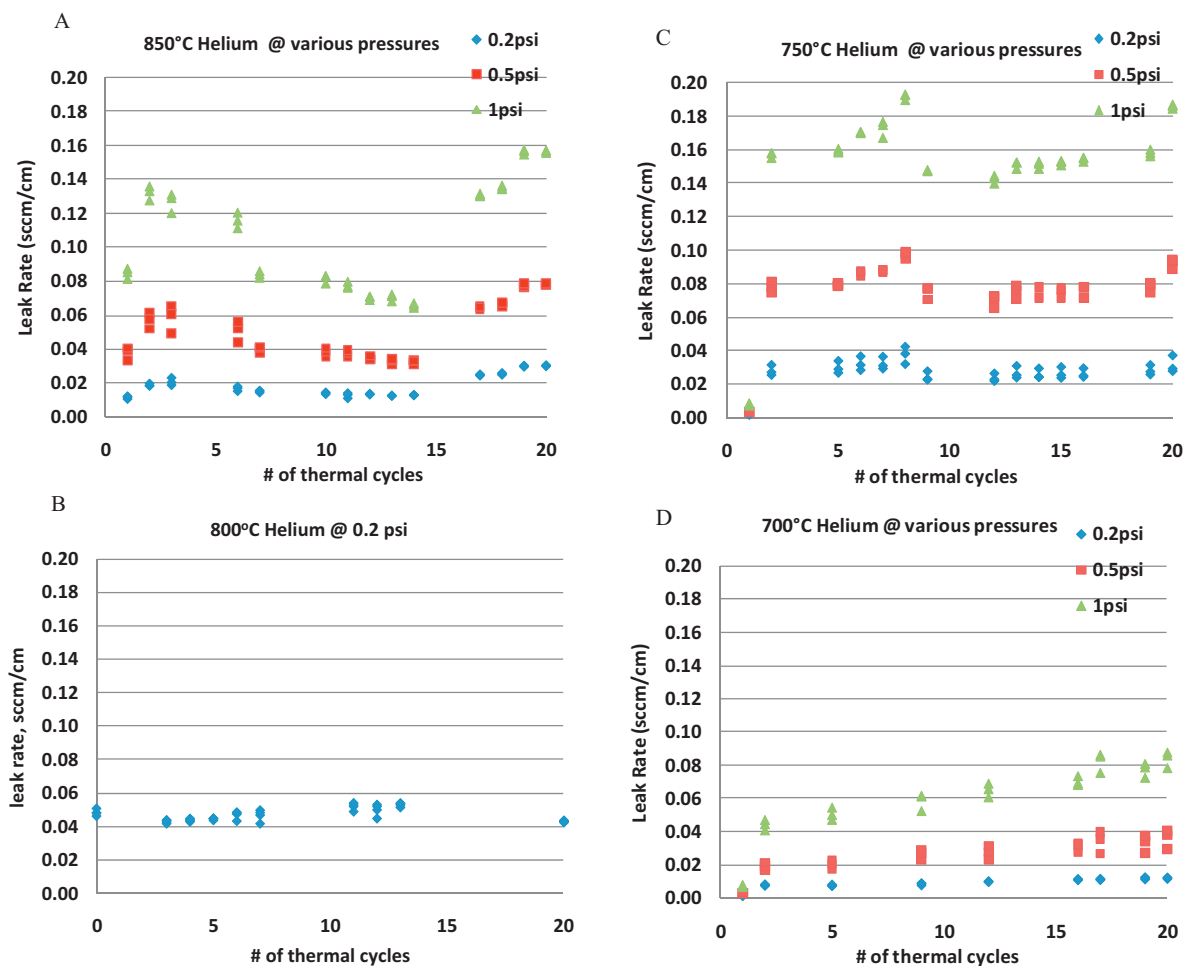 A
850°C Helium @ various pressures
0.2psi
0.5psi
1psi
0.20
0.18
0.16
0.14
0.12
0.10
0.08
0.06
0.04
0.02
0.00
Leak Rate (sccm/cm)
0 5 10 15 20
# of thermal cycles
C
750°C Helium @ various pressures
0.2psi
0.5psi
1psi
0.20
0.18
0.16
0.14
0.12
0.10
0.08
0.06
0.04
0.02
0.00
Leak Rate (sccm/cm)
0 5 10 15 20
# of thermal cycles
B
800ºC Helium @ 0.2 psi
0.20
0.18
0.16
0.14
0.12
0.10
0.08
0.06
0.04
0.02
0.00
leak rate, sccm/cm
0 5 10 15 20
# of thermal cycles
D
700°C Helium @ various pressures
0.2psi
0.5psi
1psi
0.20
0.18
0.16
0.14
0.12
0.10
0.08
0.06
0.04
0.02
0.00
Leak Rate (sccm/cm)
0 5 10 15 20
# of thermal cycles